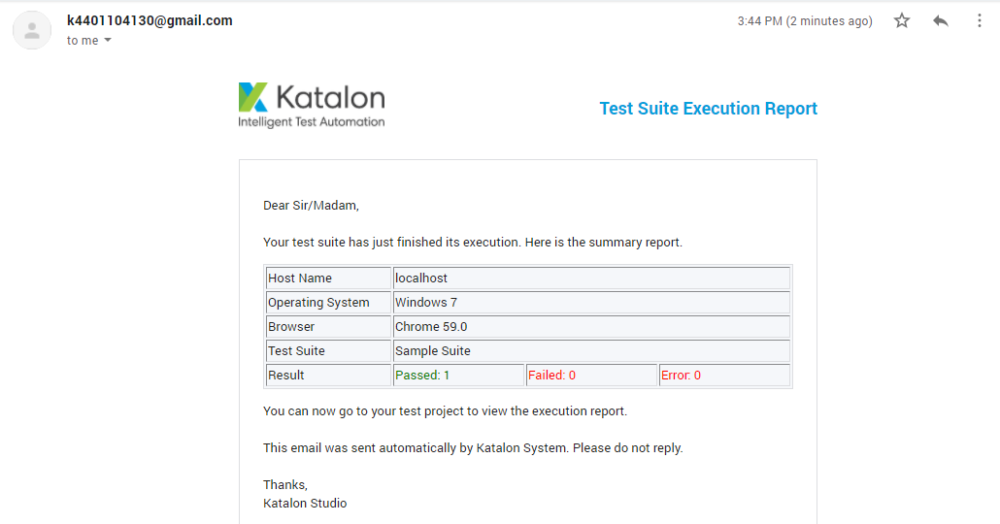 k4401104130@gmail.com 3:44 PM (2 minutes ago)
to me
Katalon
Intelligent Test Automation
Test Suite Execution Report
Dear Sir/Madam,
Your test suite has just finished its execution. Here is the summary report.
Host Name localhost
Operating System Windows 7
Browser Chrome 59.0
Test Suite Sample Suite
Result Passed: 1 Failed: 0 Error: 0
You can now go to your test project to view the execution report.
This email was sent automatically by Katalon System. Please do not reply.
Thanks,
Katalon Studio